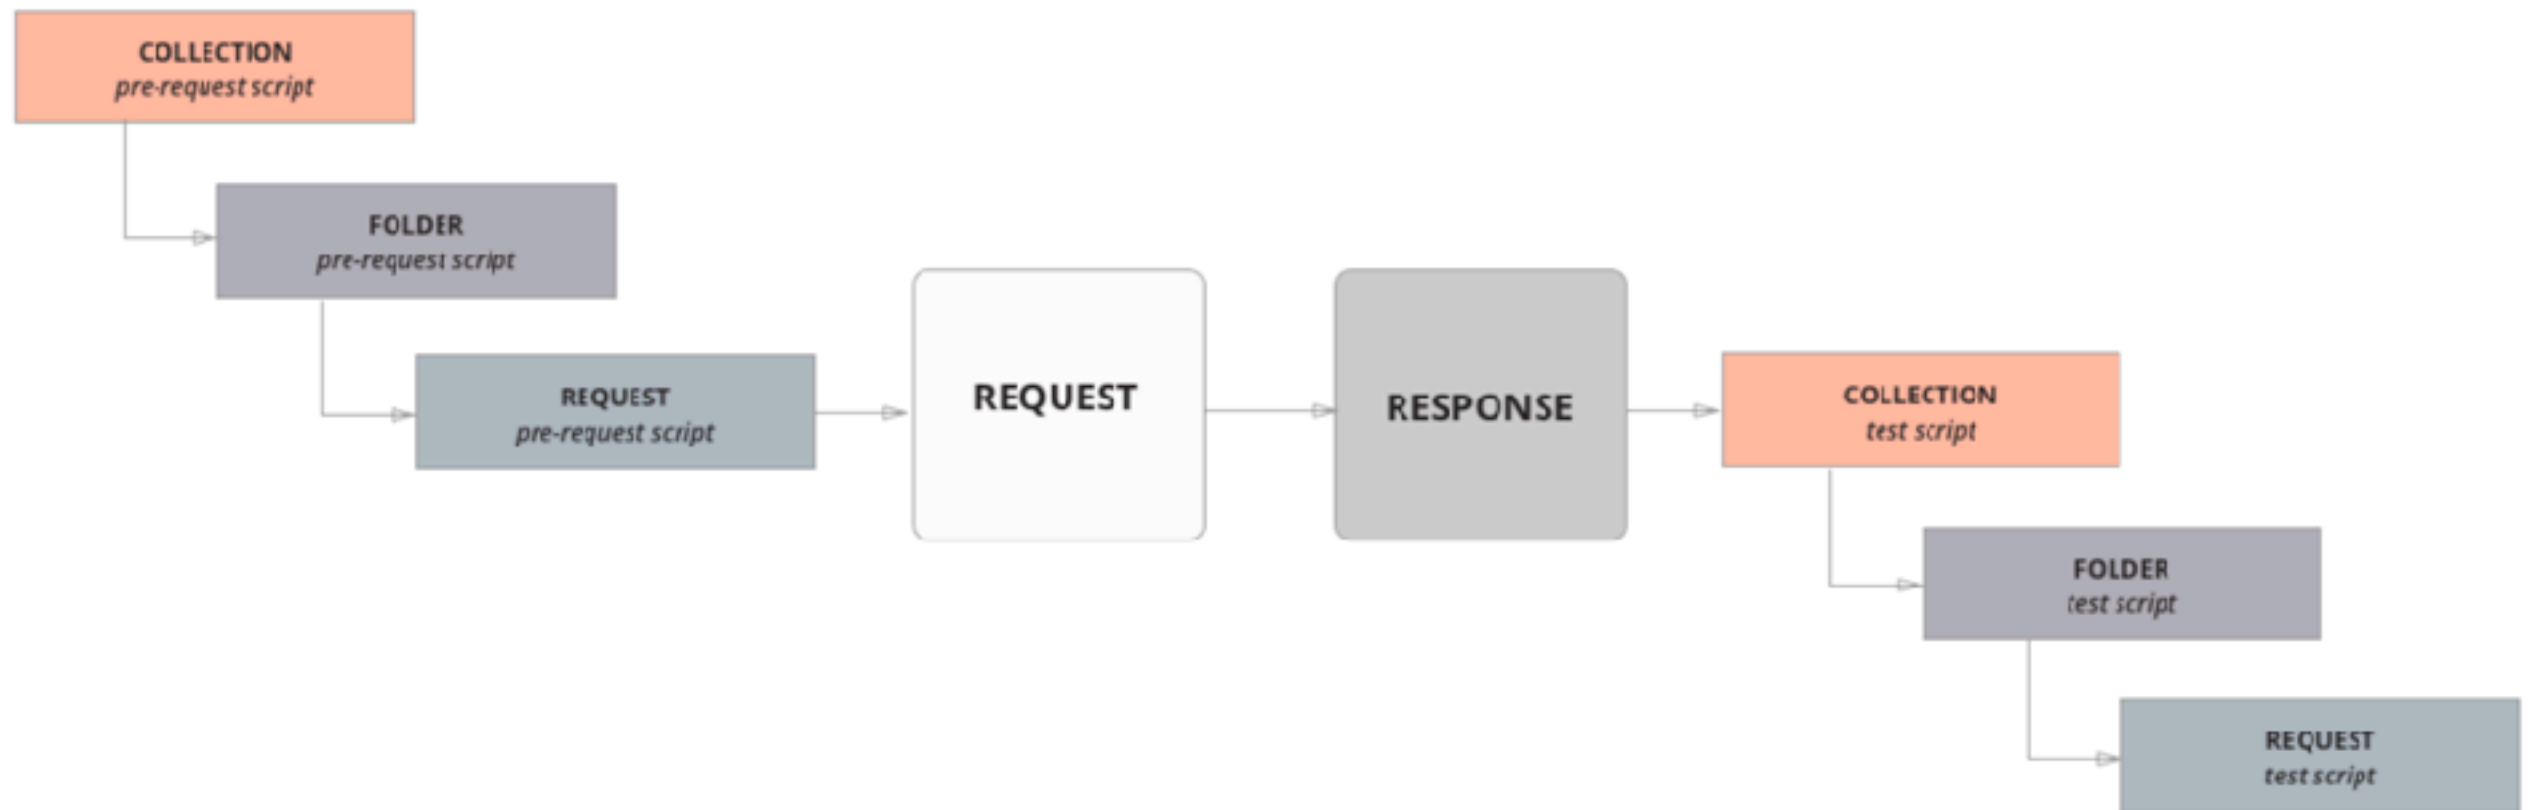 COLLECTION
pre-request script
FOLDER
pre-request script
REQUEST
pre-request script
REQUEST
RESPONSE
COLLECTION
test script
FOLDER
test script
REQUEST
test script